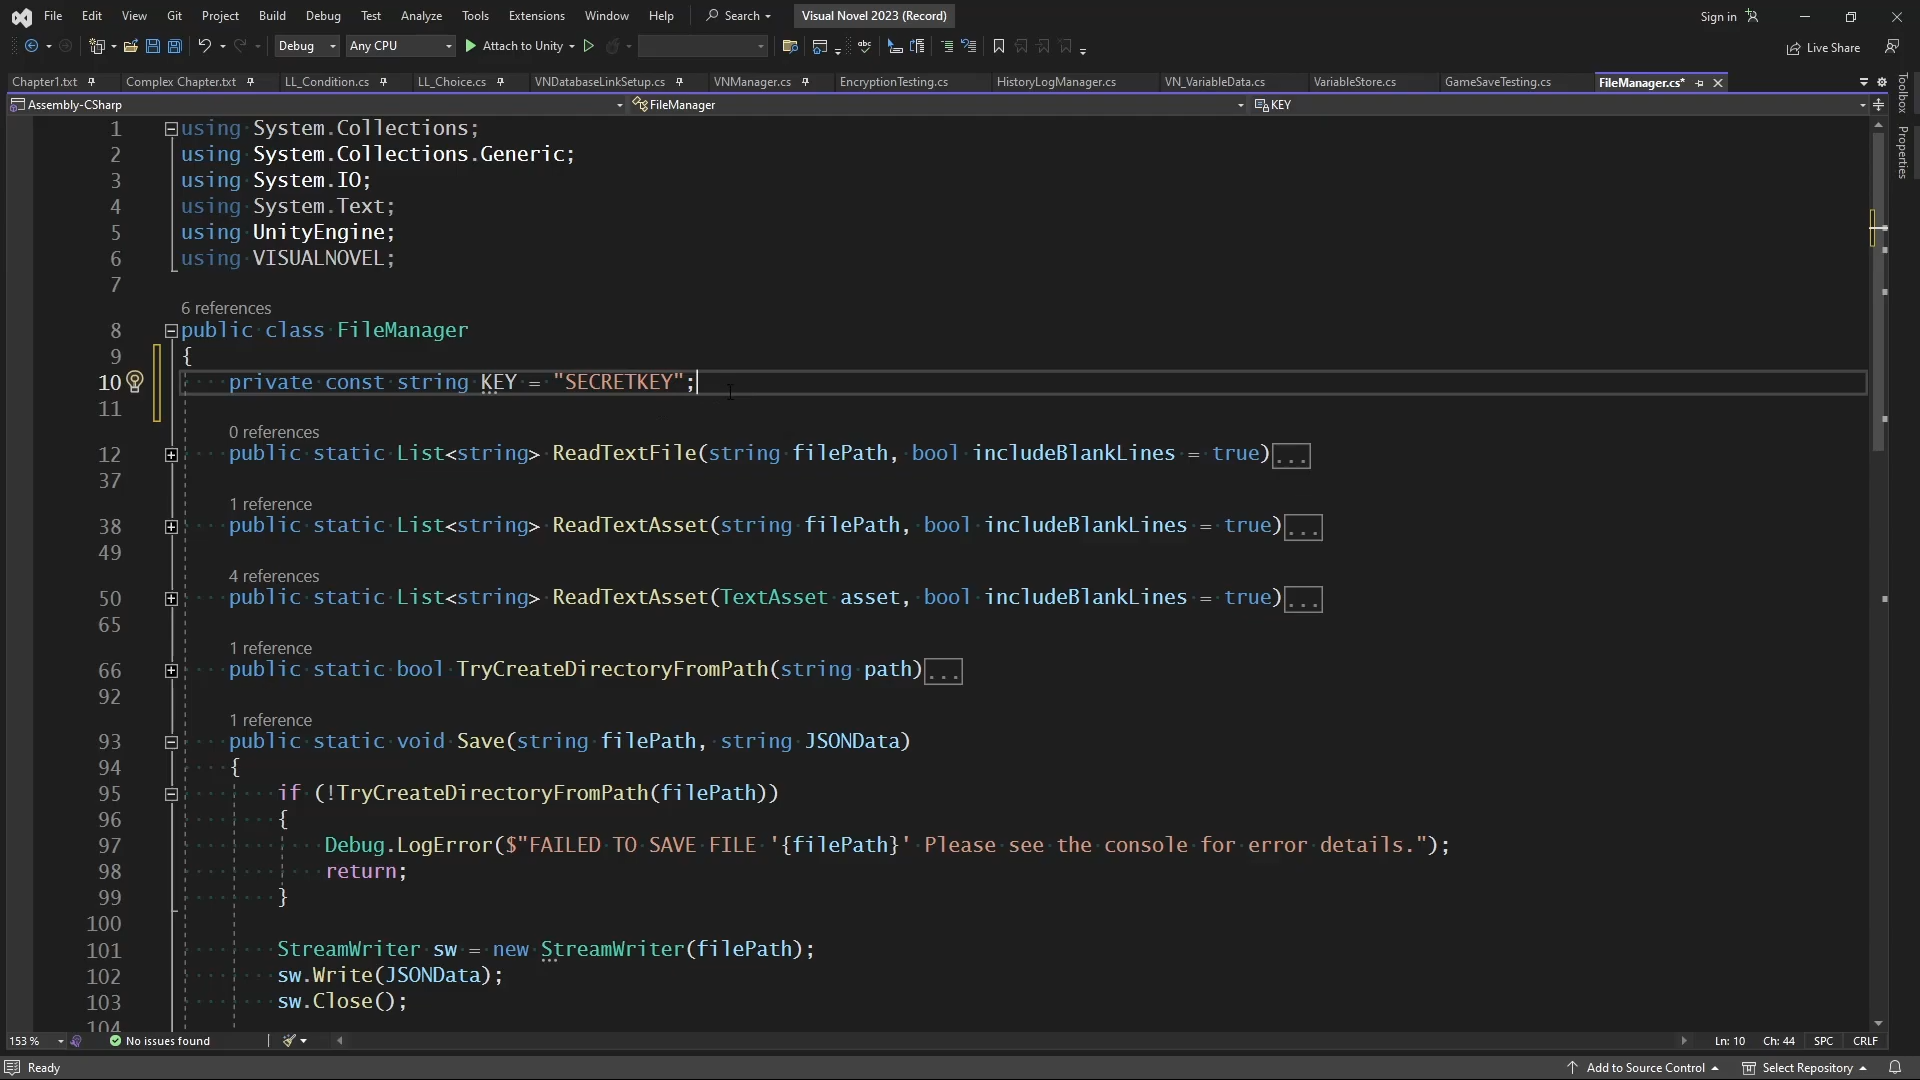 File Edit View Git Project Build Debug Test Analyze Tools Extensions Window Help Search Visual Novel 2023 (Record) Sign in
Debug Any CPU Attach to Unity abc Live Share
Chapter1.txt Complex Chapter.txt LL_Condition.cs LL_Choice.cs VNDatabaseLinkSetup.cs VNManager.cs EncryptionTesting.cs HistoryLogManager.cs VN_VariableData.cs VariableStore.cs GameSaveTesting.cs FileManager.cs*
Assembly-CSharp FileManager KEY
Toolbox
Properties
1 using System.Collections;
2 using System.Collections.Generic;
3 using System.IO;
4 using System.Text;
5 using UnityEngine;
6 using VISUALNOVEL;
7
6 references
8 public class FileManager
9 {
10 private const string KEY = "SECRETKEY";
11
0 references
12 public static List<string> ReadTextFile(string filePath, bool includeBlankLines = true)...
37
1 reference
38 public static List<string> ReadTextAsset(string filePath, bool includeBlankLines = true)...
49
4 references
50 public static List<string> ReadTextAsset(TextAsset asset, bool includeBlankLines = true)...
65
1 reference
66 public static bool TryCreateDirectoryFromPath(string path)...
92
1 reference
93 public static void Save(string filePath, string JSONData)
94 {
95 if (!TryCreateDirectoryFromPath(filePath))
96 {
97 Debug.LogError($"FAILED TO SAVE FILE '{filePath}' Please see the console for error details.");
98 return;
99 }
100
101 StreamWriter sw = new StreamWriter(filePath);
102 sw.Write(JSONData);
103 sw.Close();
104
153 % No issues found Ln: 10 Ch: 44 SPC CRLF
Ready Add to Source Control Select Repository